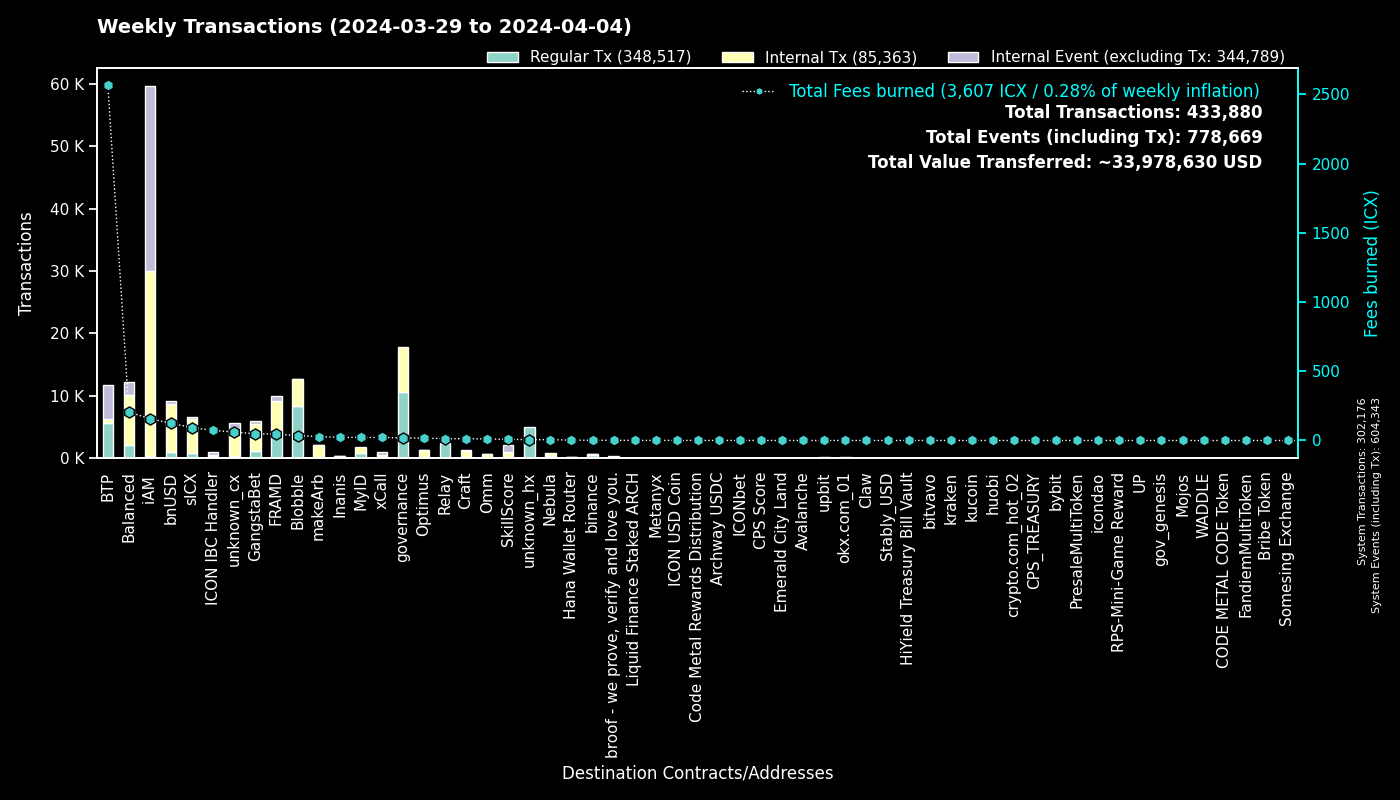 Weekly Transactions (2024-03-29 to 2024-04-04)
Regular Tx (348,517)
Internal Tx (85,363)
Internal Event (excluding Tx: 344,789)
Total Fees burned (3,607 ICX / 0.28% of weekly inflation)
Total Transactions: 433,880
Total Events (including Tx): 778,669
Total Value Transferred: ~33,978,630 USD
Transactions
60 K
50 K
40 K
30 K
20 K
10 K
0 K
2500
2000
1500
1000
500
0
Fees burned (ICX)
System Transactions: 302,176
System Events (including Tx): 604,343
BTP
Balanced
iAM
bnUSD
sICX
ICON IBC Handler
unknown_cx
GangstaBet
FRAMD
Blobble
makeArb
Inanis
MyID
xCall
governance
Optimus
Relay
Craft
Omm
SkillScore
unknown_hx
Nebula
Hana Wallet Router
binance
broof - we prove, verify and love you.
Liquid Finance Staked ARCH
Metanyx
ICON USD Coin
Code Metal Rewards Distribution
Archway USDC
ICONbet
CPS Score
Emerald City Land
Avalanche
upbit
okx.com_01
Claw
Stably_USD
HiYield Treasury Bill Vault
bitvavo
kraken
kucoin
huobi
crypto.com_hot_02
CPS_TREASURY
bybit
PresaleMultiToken
icondao
RPS-Mini-Game Reward
UP
gov_genesis
Mojos
WADDLE
CODE METAL CODE Token
FandiemMultiToken
Bribe Token
Somesing Exchange
Destination Contracts/Addresses